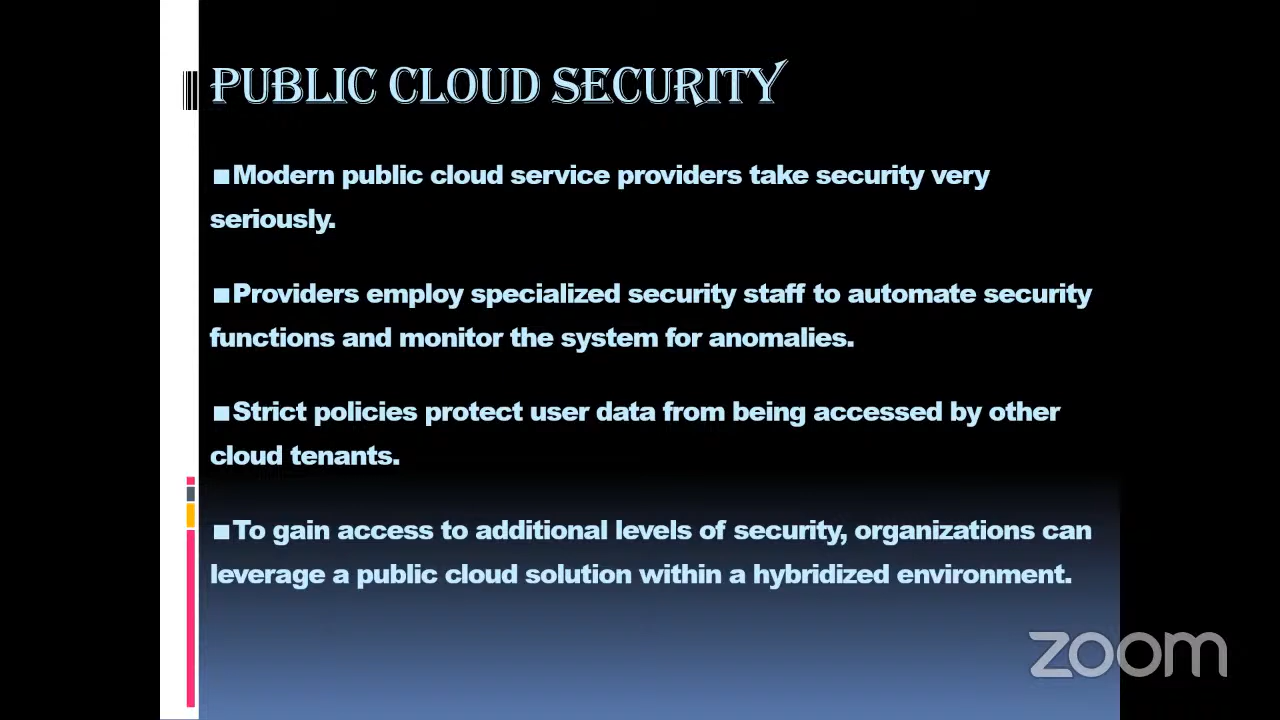 PUBLIC CLOUD SECURITY
■Modern public cloud service providers take security very
seriously.
■Providers employ specialized security staff to automate security
functions and monitor the system for anomalies.
■Strict policies protect user data from being accessed by other
cloud tenants.
■To gain access to additional levels of security, organizations can
leverage a public cloud solution within a hybridized environment.
zoom